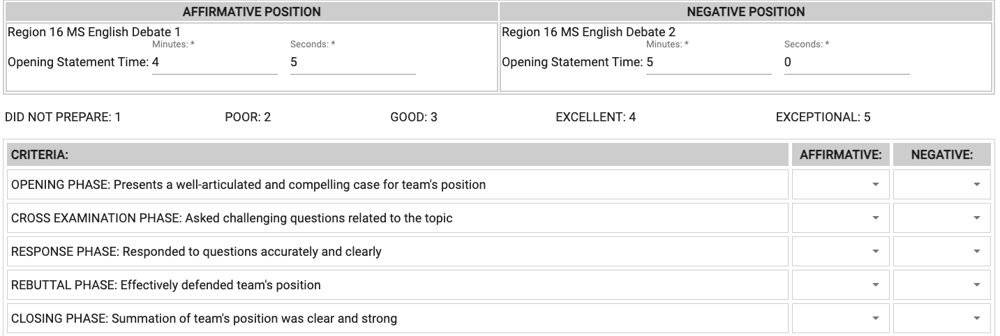 AFFIRMATIVE POSITION
NEGATIVE POSITION
Region 16 MS English Debate 1
Minutes: *
Seconds: *
Opening Statement Time: 4 5
Region 16 MS English Debate 2
Minutes: *
Seconds: *
Opening Statement Time: 5 0
DID NOT PREPARE: 1 POOR: 2 GOOD: 3 EXCELLENT: 4 EXCEPTIONAL: 5
CRITERIA: AFFIRMATIVE: NEGATIVE:
OPENING PHASE: Presents a well-articulated and compelling case for team's position
CROSS EXAMINATION PHASE: Asked challenging questions related to the topic
RESPONSE PHASE: Responded to questions accurately and clearly
REBUTTAL PHASE: Effectively defended team's position
CLOSING PHASE: Summation of team's position was clear and strong